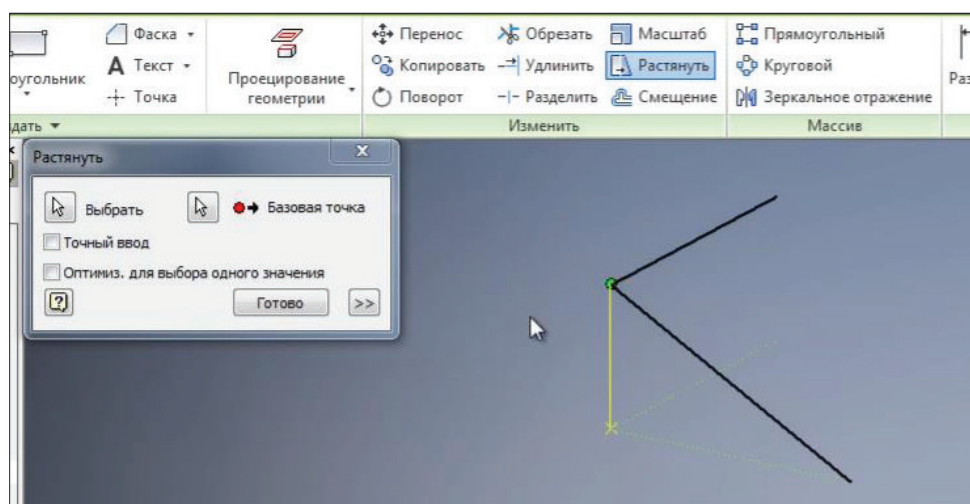 Фаска
Перенос
Обрезать
Масштаб
Прямоугольный
оугольник
Текст
Проецирование геометрии
Копировать
Удлинить
Растянуть
Круговой
Раз
Точка
Поворот
Разделить
Смещение
Зеркальное отражение
дать
Изменить
Массив
Растянуть
x
Выбрать
Базовая точка
Точный ввод
Оптимиз. для выбора одного значения
?
Готово
>>